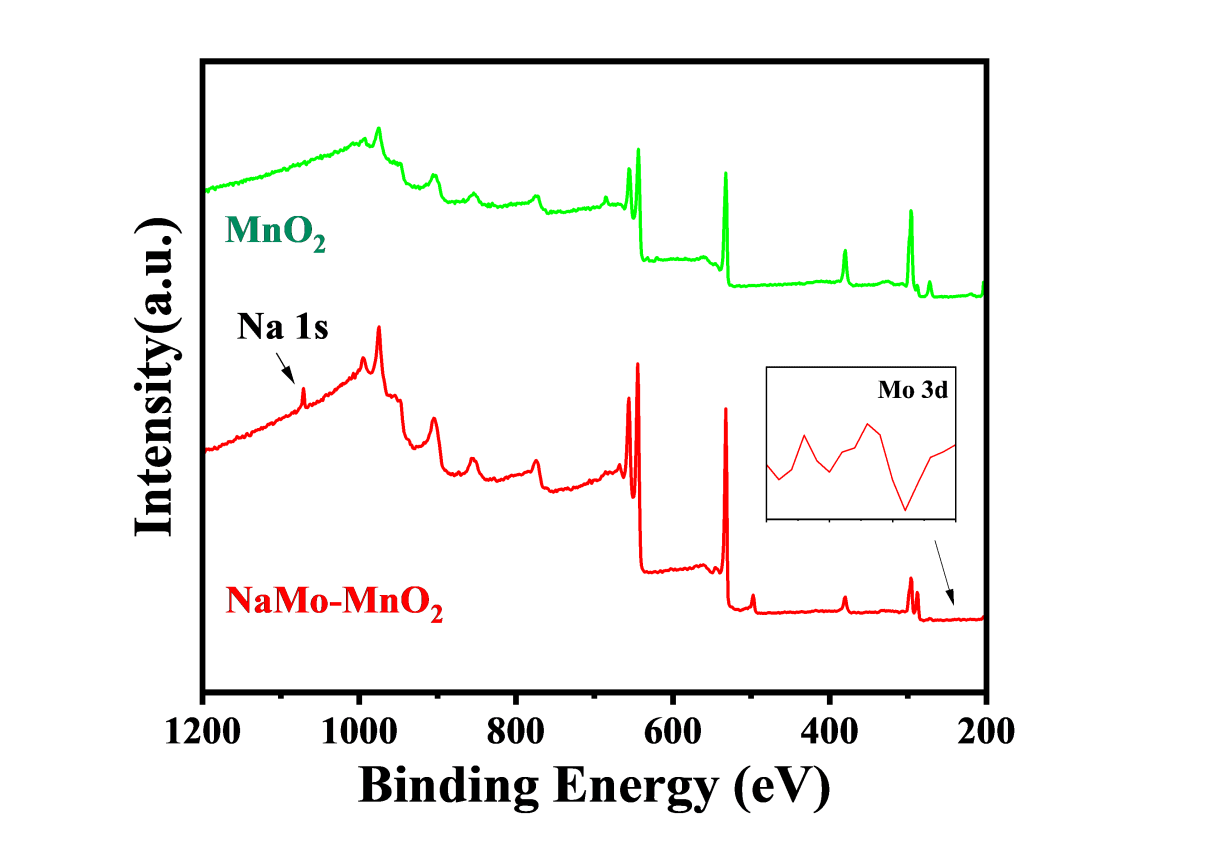 MnO₂
Na 1s
Mo 3d
NaMo-MnO₂
Intensity(a.u.)
1200 1000 800 600 400 200
Binding Energy (eV)